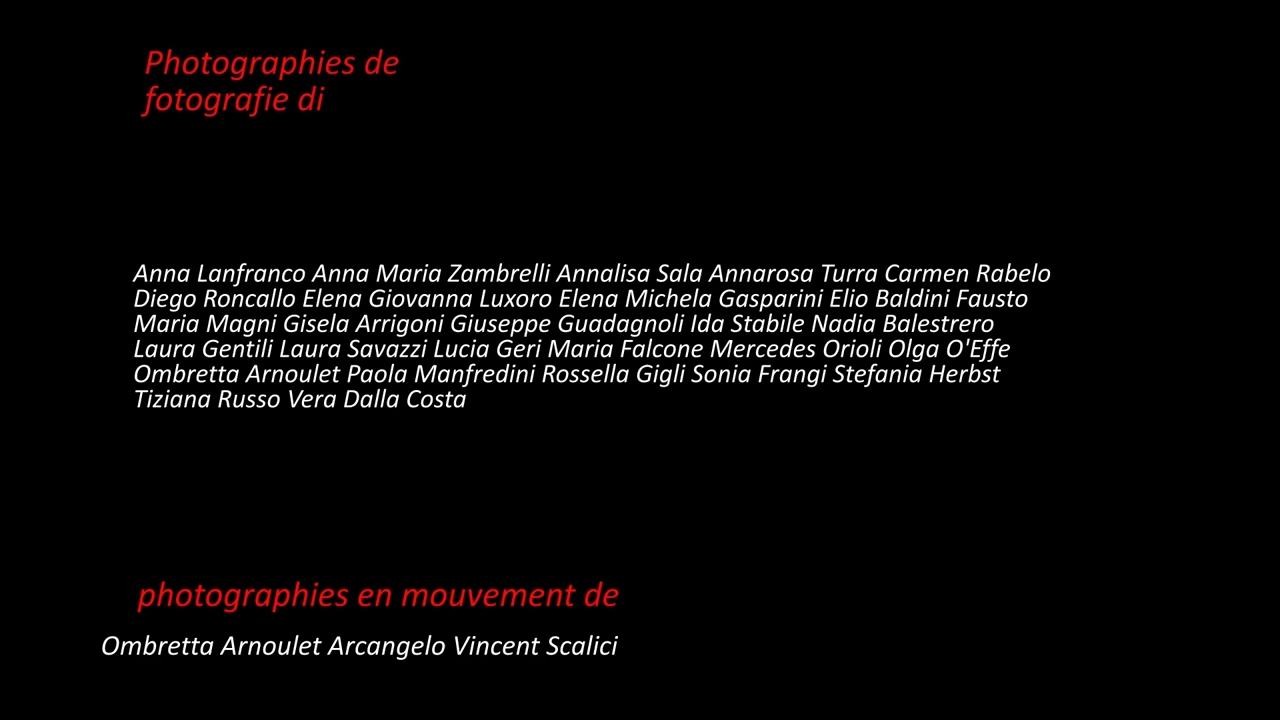 Photographies de
fotografie di
Anna Lanfranco Anna Maria Zambrelli Annalisa Sala Annarosa Turra Carmen Rabelo
Diego Roncallo Elena Giovanna Luxoro Elena Michela Gasparini Elio Baldini Fausto
Maria Magni Gisela Arrigoni Giuseppe Guadagnoli Ida Stabile Nadia Balestrero
Laura Gentili Laura Savazzi Lucia Geri Maria Falcone Mercedes Orioli Olga O'Effe
Ombretta Arnoulet Paola Manfredini Rossella Gigli Sonia Frangi Stefania Herbst
Tiziana Russo Vera Dalla Costa
photographies en mouvement de
Ombretta Arnoulet Arcangelo Vincent Scalici